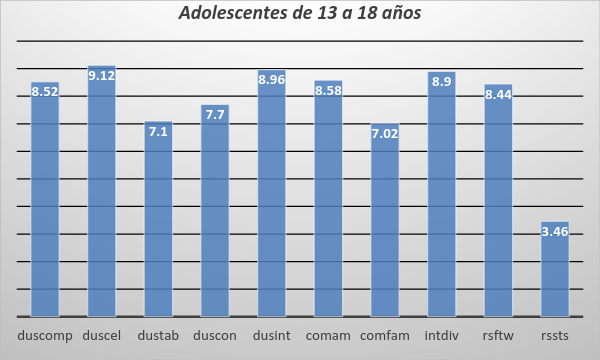 Adolescentes de 13 a 18 años
8.52 9.12 7.1 7.7 8.96 8.58 7.02 8.9 8.44 3.46
duscomp duscel dustab duscon dusint comam comfam intdiv rsftw rssts